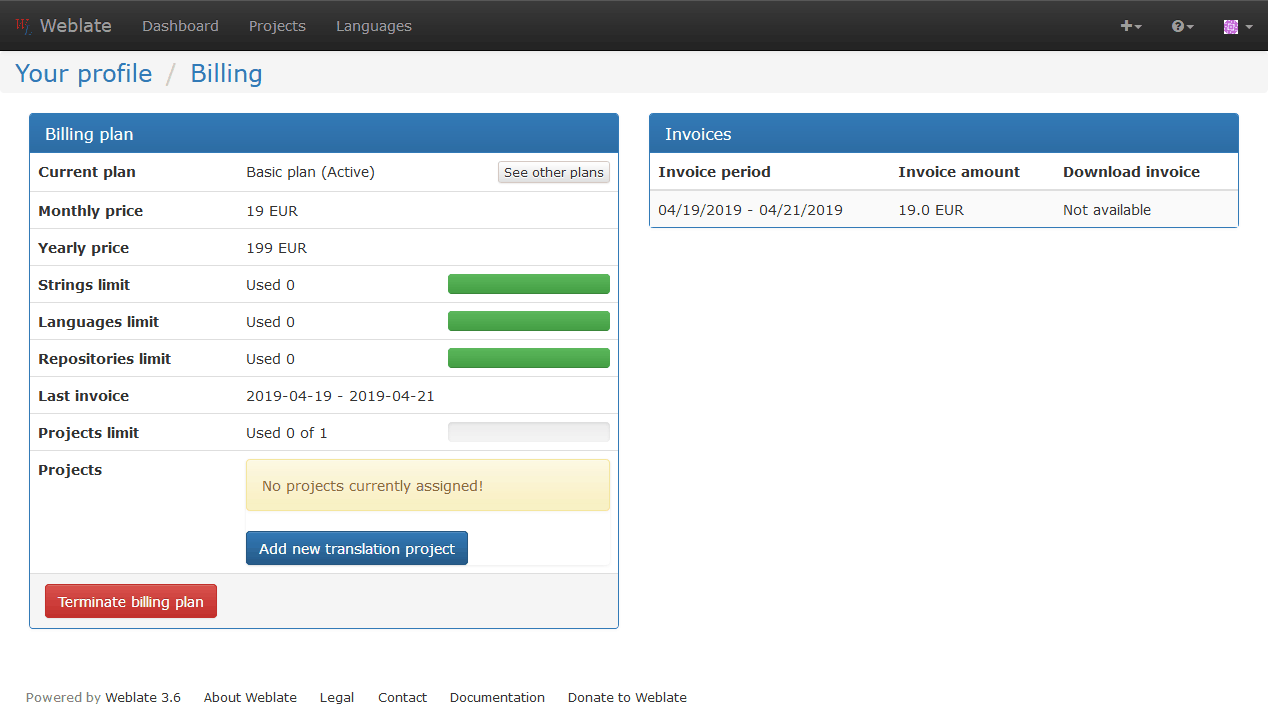 Weblate Dashboard Projects Languages
Your profile / Billing
Billing plan
Current plan Basic plan (Active) See other plans
Monthly price 19 EUR
Yearly price 199 EUR
Strings limit Used 0
Languages limit Used 0
Repositories limit Used 0
Last invoice 2019-04-19 - 2019-04-21
Projects limit Used 0 of 1
Projects No projects currently assigned!
Add new translation project
Terminate billing plan
Invoices
Invoice period Invoice amount Download invoice
04/19/2019 - 04/21/2019 19.0 EUR Not available
Powered by Weblate 3.6 About Weblate Legal Contact Documentation Donate to Weblate